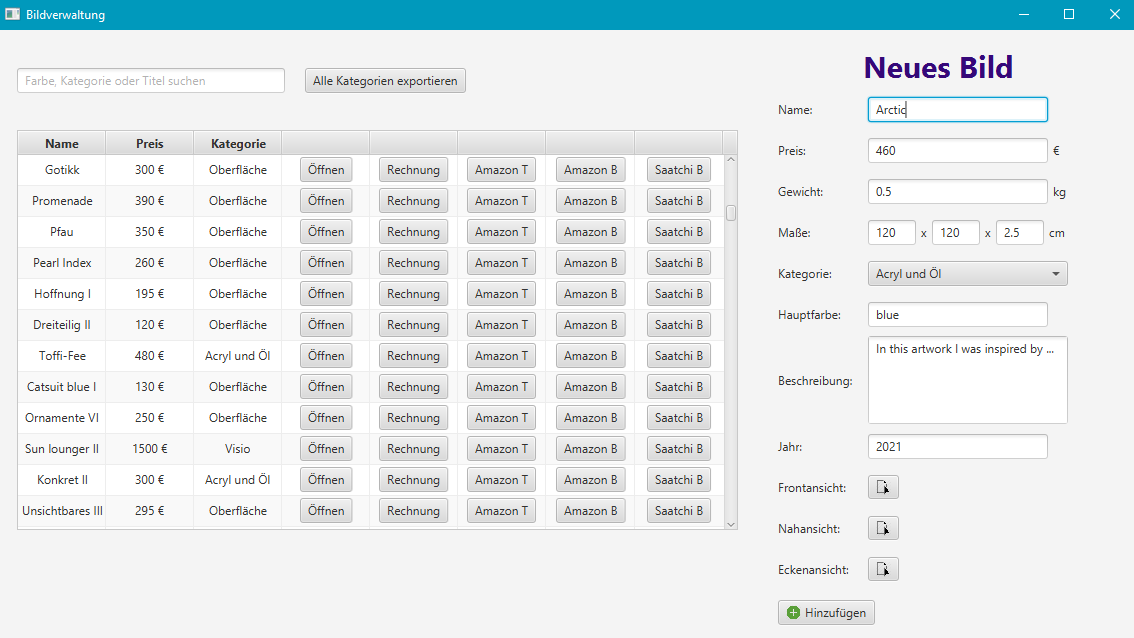 Bildverwaltung
Farbe, Kategorie oder Titel suchen
Alle Kategorien exportieren
Name Preis Kategorie
Gotikk 300 € Oberfläche Öffnen Rechnung Amazon T Amazon B Saatchi B
Promenade 390 € Oberfläche Öffnen Rechnung Amazon T Amazon B Saatchi B
Pfau 350 € Oberfläche Öffnen Rechnung Amazon T Amazon B Saatchi B
Pearl Index 260 € Oberfläche Öffnen Rechnung Amazon T Amazon B Saatchi B
Hoffnung I 195 € Oberfläche Öffnen Rechnung Amazon T Amazon B Saatchi B
Dreiteilig II 120 € Oberfläche Öffnen Rechnung Amazon T Amazon B Saatchi B
Toffi-Fee 480 € Acryl und Öl Öffnen Rechnung Amazon T Amazon B Saatchi B
Catsuit blue I 130 € Oberfläche Öffnen Rechnung Amazon T Amazon B Saatchi B
Ornamente VI 250 € Oberfläche Öffnen Rechnung Amazon T Amazon B Saatchi B
Sun lounger II 1500 € Visio Öffnen Rechnung Amazon T Amazon B Saatchi B
Konkret II 300 € Acryl und Öl Öffnen Rechnung Amazon T Amazon B Saatchi B
Unsichtbares III 295 € Oberfläche Öffnen Rechnung Amazon T Amazon B Saatchi B
Neues Bild
Name: Arctic
Preis: 460 €
Gewicht: 0.5 kg
Maße: 120 x 120 x 2.5 cm
Kategorie: Acryl und Öl
Hauptfarbe: blue
Beschreibung: In this artwork I was inspired by ...
Jahr: 2021
Frontansicht:
Nahansicht:
Eckenansicht:
Hinzufügen